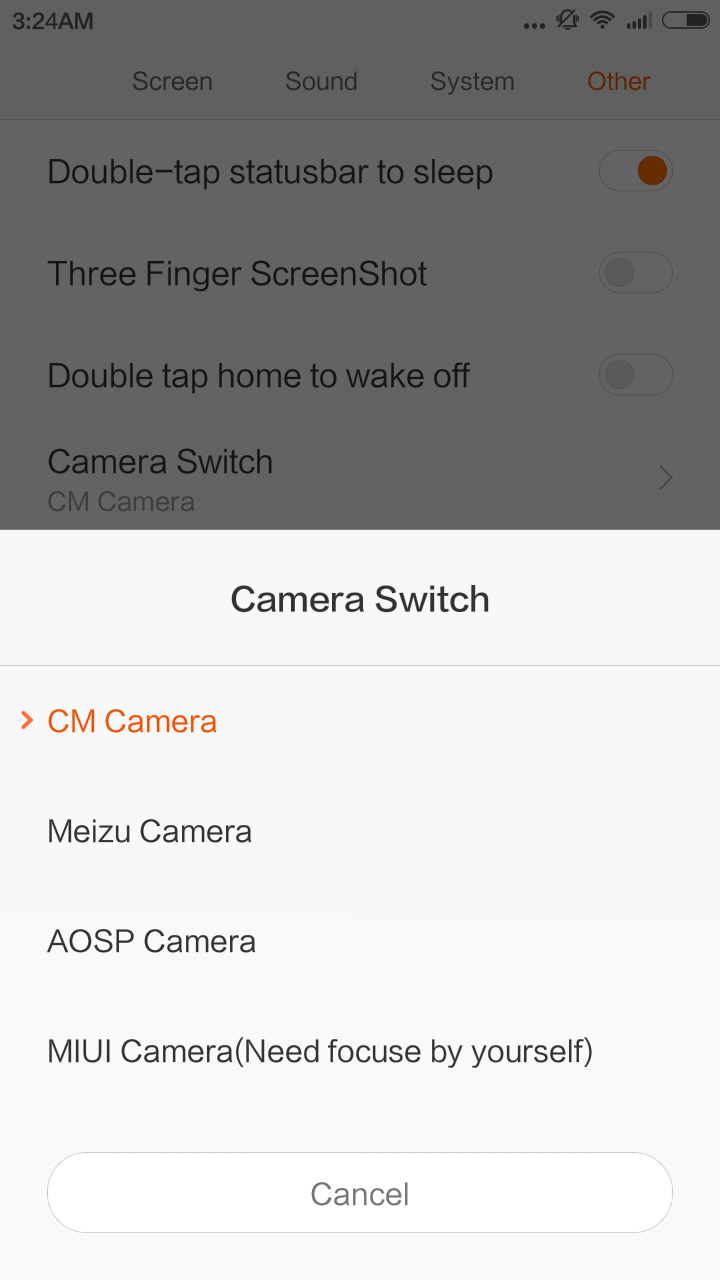 3:24AM
Screen Sound System Other
Double-tap statusbar to sleep
Three Finger ScreenShot
Double tap home to wake off
Camera Switch
CM Camera
Camera Switch
CM Camera
Meizu Camera
AOSP Camera
MIUI Camera(Need focuse by yourself)
Cancel